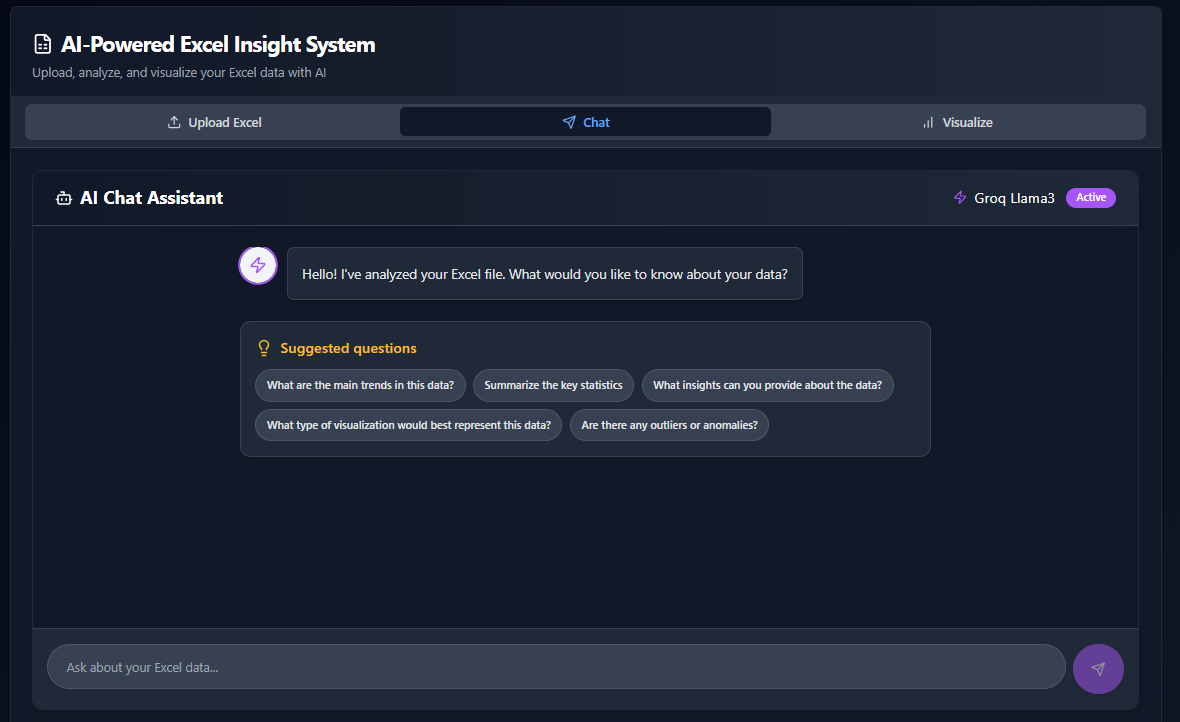 AI-Powered Excel Insight System
Upload, analyze, and visualize your Excel data with AI
Upload Excel
Chat
Visualize
AI Chat Assistant
Groq Llama3
Active
Hello! I've analyzed your Excel file. What would you like to know about your data?
Suggested questions
What are the main trends in this data?
Summarize the key statistics
What insights can you provide about the data?
What type of visualization would best represent this data?
Are there any outliers or anomalies?
Ask about your Excel data...